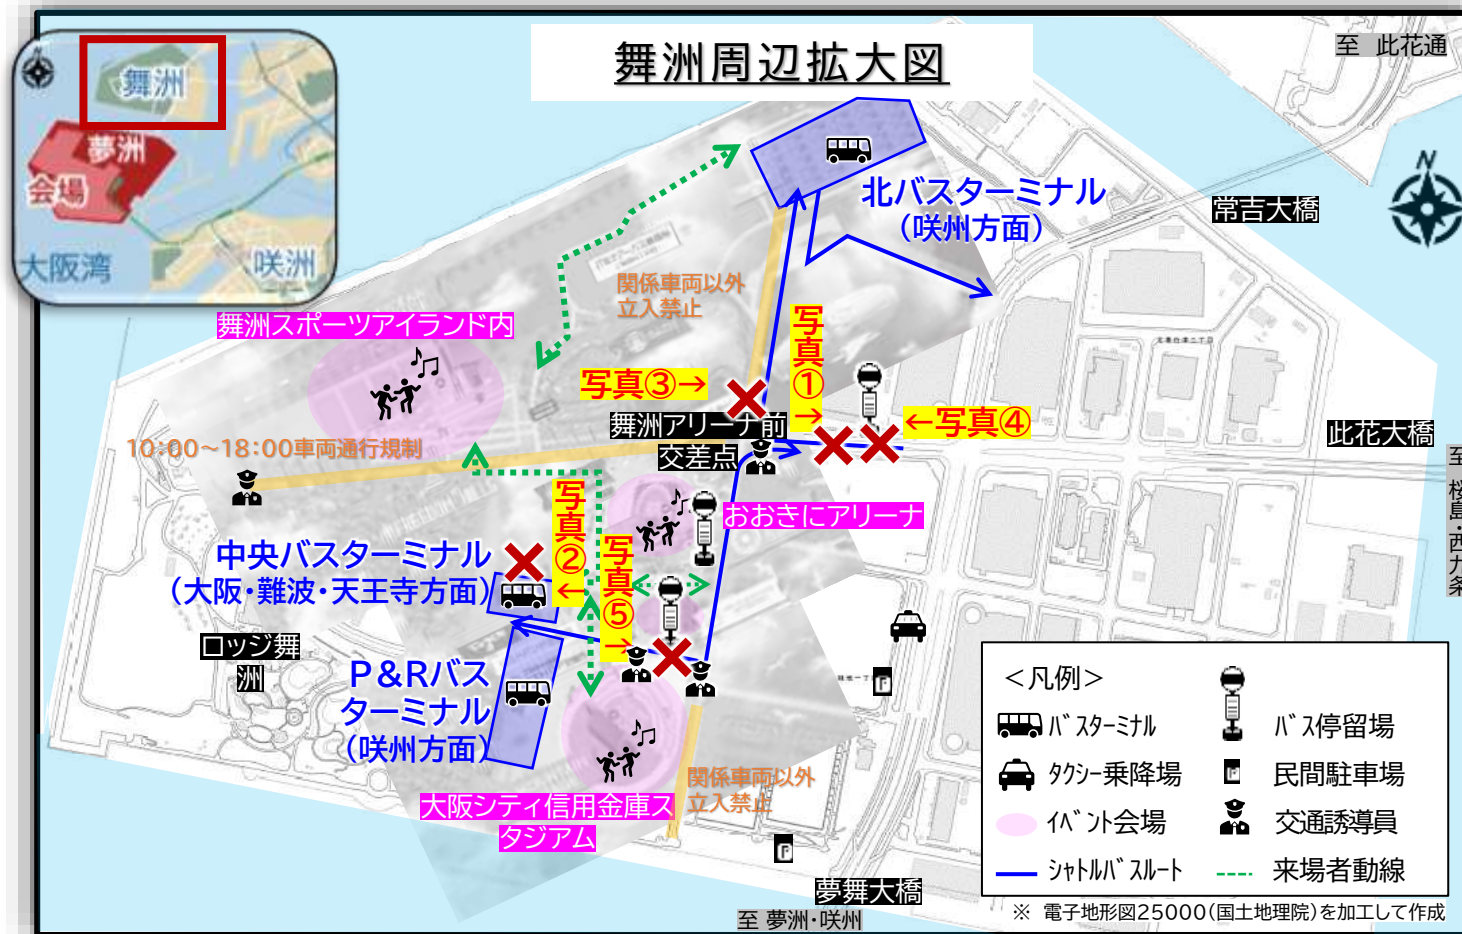 舞洲周辺拡大図
N
舞洲
夢洲
会場
大阪湾
咲洲
至 此花通
N
常吉大橋
北バスターミナル
(咲州方面)
関係車両以外
立入禁止
舞洲スポーツアイランド内
写真①→
写真③→
←写真④
舞洲アリーナ前
交差点
此花大橋
至 桜島・西九条
10:00～18:00車両通行規制
おおきにアリーナ
写真②←
写真⑤→
中央バスターミナル
(大阪・難波・天王寺方面)
ロッジ舞
洲
P&Rバス
ターミナル
(咲州方面)
関係車両以外
立入禁止
大阪シティ信用金庫ス
タジアム
夢舞大橋
至 夢洲・咲州
<凡例>
バスターミナル
バス停留場
タクシー乗降場
P
民間駐車場
イベント会場
交通誘導員
シャトルバスルート
来場者動線
※ 電子地形図25000(国土地理院)を加工して作成